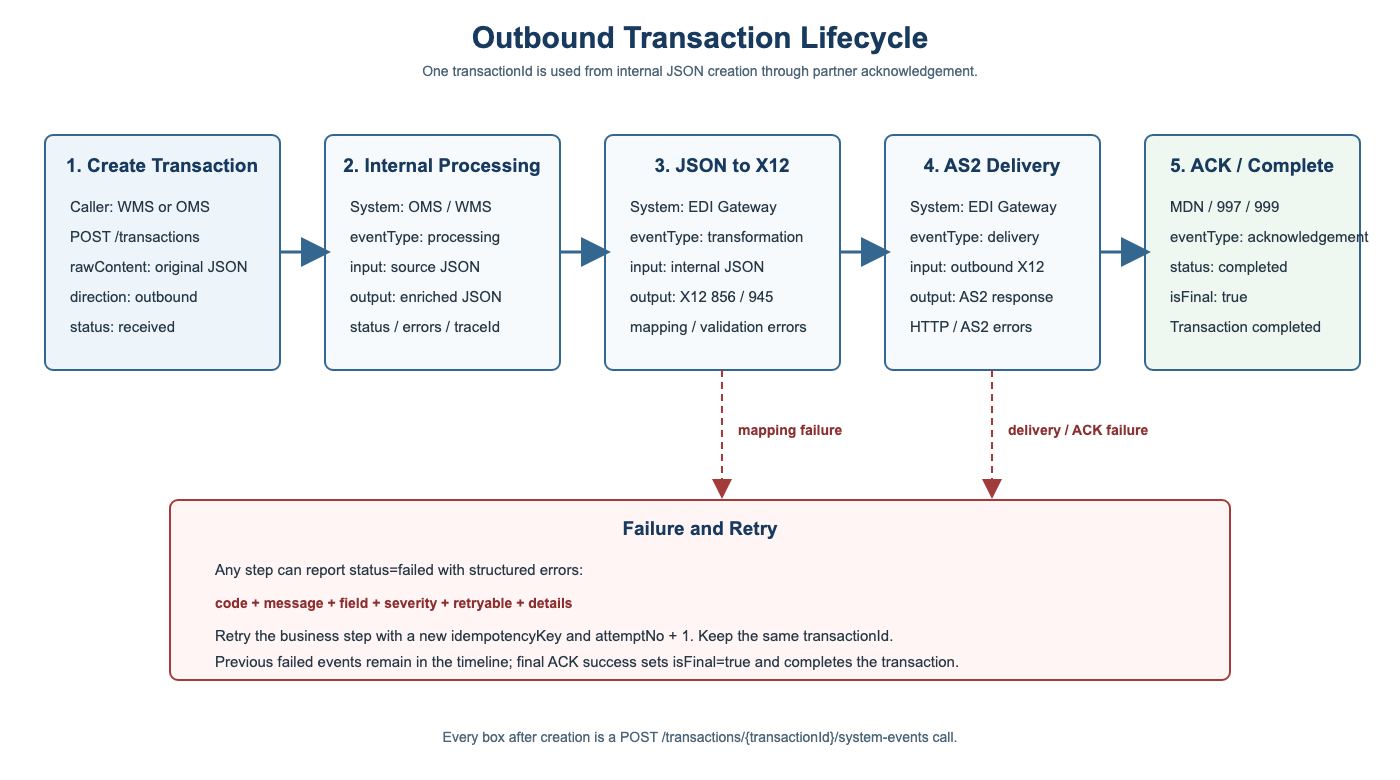 Outbound Transaction Lifecycle
One transactionId is used from internal JSON creation through partner acknowledgement.
1. Create Transaction
Caller: WMS or OMS
POST /transactions
rawContent: original JSON
direction: outbound
status: received
2. Internal Processing
System: OMS / WMS
eventType: processing
input: source JSON
output: enriched JSON
status / errors / traceId
3. JSON to X12
System: EDI Gateway
eventType: transformation
input: internal JSON
output: X12 856 / 945
mapping / validation errors
4. AS2 Delivery
System: EDI Gateway
eventType: delivery
input: outbound X12
output: AS2 response
HTTP / AS2 errors
5. ACK / Complete
MDN / 997 / 999
eventType: acknowledgement
status: completed
isFinal: true
Transaction completed
mapping failure
delivery / ACK failure
Failure and Retry
Any step can report status=failed with structured errors:
code + message + field + severity + retryable + details
Retry the business step with a new idempotencyKey and attemptNo + 1. Keep the same transactionId.
Previous failed events remain in the timeline; final ACK success sets isFinal=true and completes the transaction.
Every box after creation is a POST /transactions/{transactionId}/system-events call.